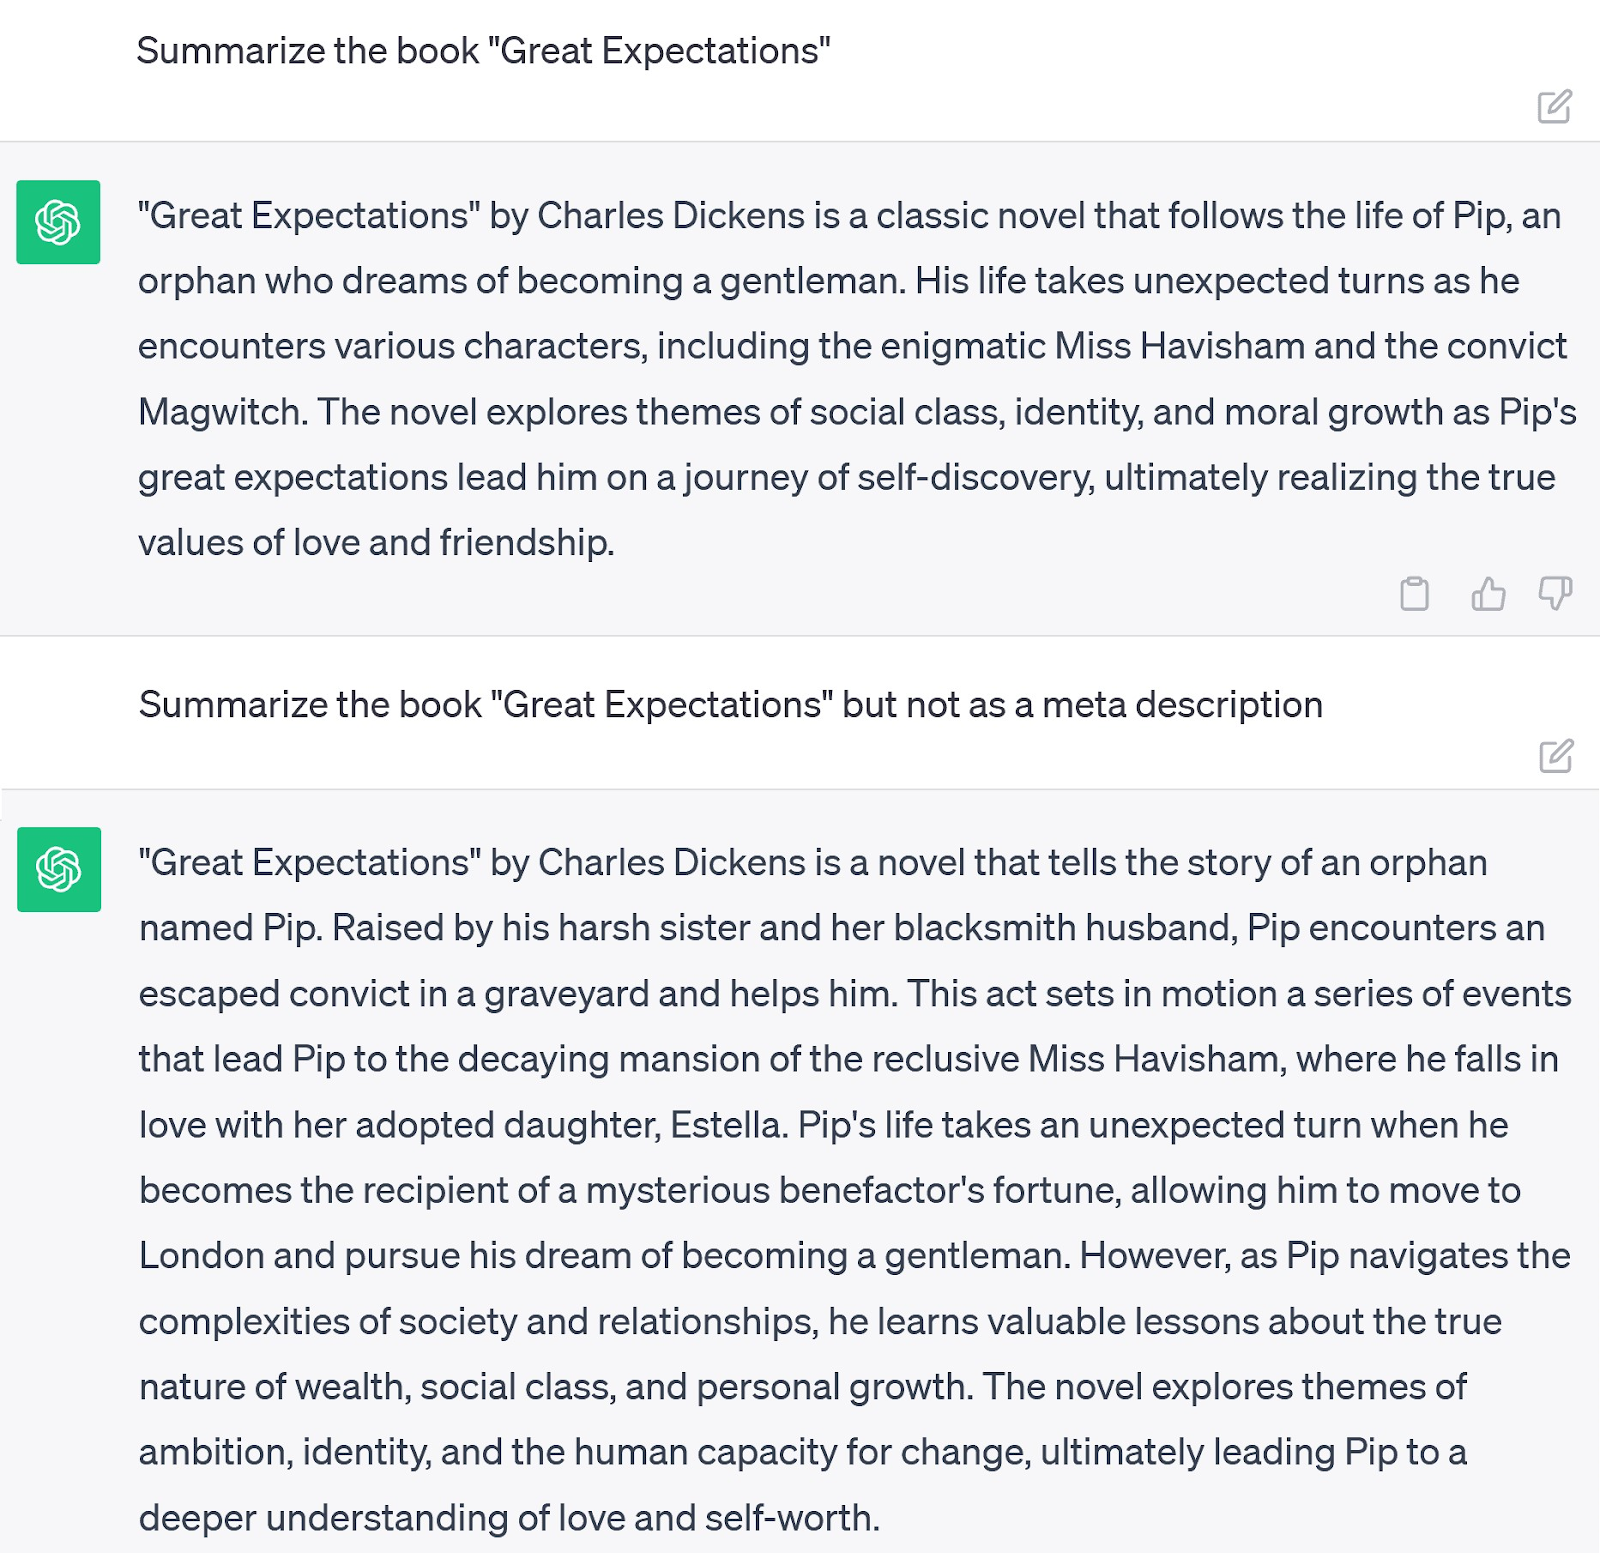 Summarize the book "Great Expectations"
"Great Expectations" by Charles Dickens is a classic novel that follows the life of Pip, an
orphan who dreams of becoming a gentleman. His life takes unexpected turns as he
encounters various characters, including the enigmatic Miss Havisham and the convict
Magwitch. The novel explores themes of social class, identity, and moral growth as Pip's
great expectations lead him on a journey of self-discovery, ultimately realizing the true
values of love and friendship.
Summarize the book "Great Expectations" but not as a meta description
"Great Expectations" by Charles Dickens is a novel that tells the story of an orphan
named Pip. Raised by his harsh sister and her blacksmith husband, Pip encounters an
escaped convict in a graveyard and helps him. This act sets in motion a series of events
that lead Pip to the decaying mansion of the reclusive Miss Havisham, where he falls in
love with her adopted daughter, Estella. Pip's life takes an unexpected turn when he
becomes the recipient of a mysterious benefactor's fortune, allowing him to move to
London and pursue his dream of becoming a gentleman. However, as Pip navigates the
complexities of society and relationships, he learns valuable lessons about the true
nature of wealth, social class, and personal growth. The novel explores themes of
ambition, identity, and the human capacity for change, ultimately leading Pip to a
deeper understanding of love and self-worth.